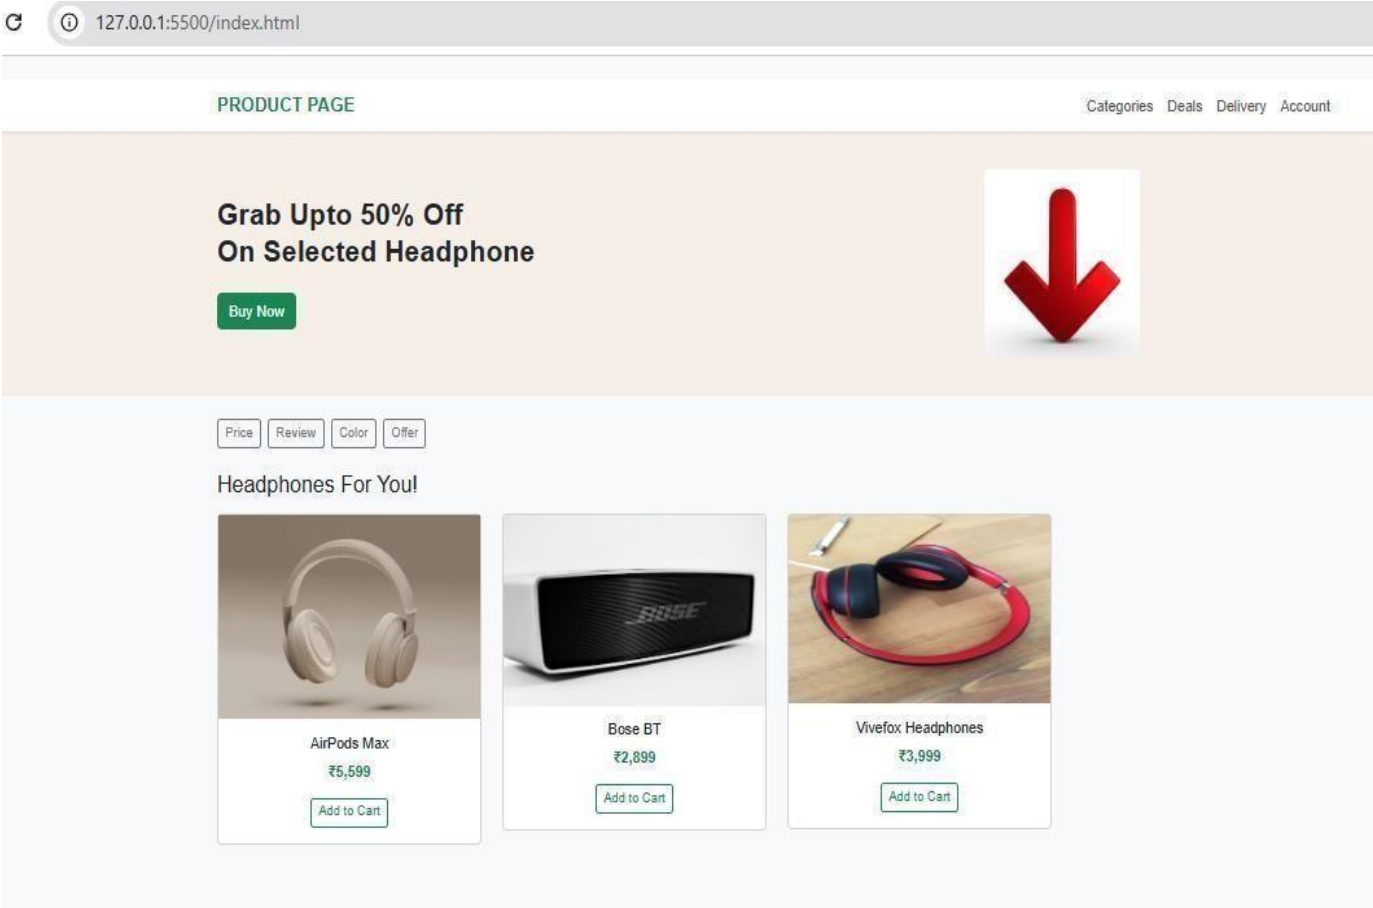 127.0.0.1:5500/index.html
PRODUCT PAGE
Categories Deals Delivery Account
Grab Upto 50% Off
On Selected Headphone
Buy Now
Price Review Color Offer
Headphones For You!
BOSE
AirPods Max
₹5,599
Add to Cart
Bose BT
₹2,899
Add to Cart
Vivefox Headphones
₹3,999
Add to Cart